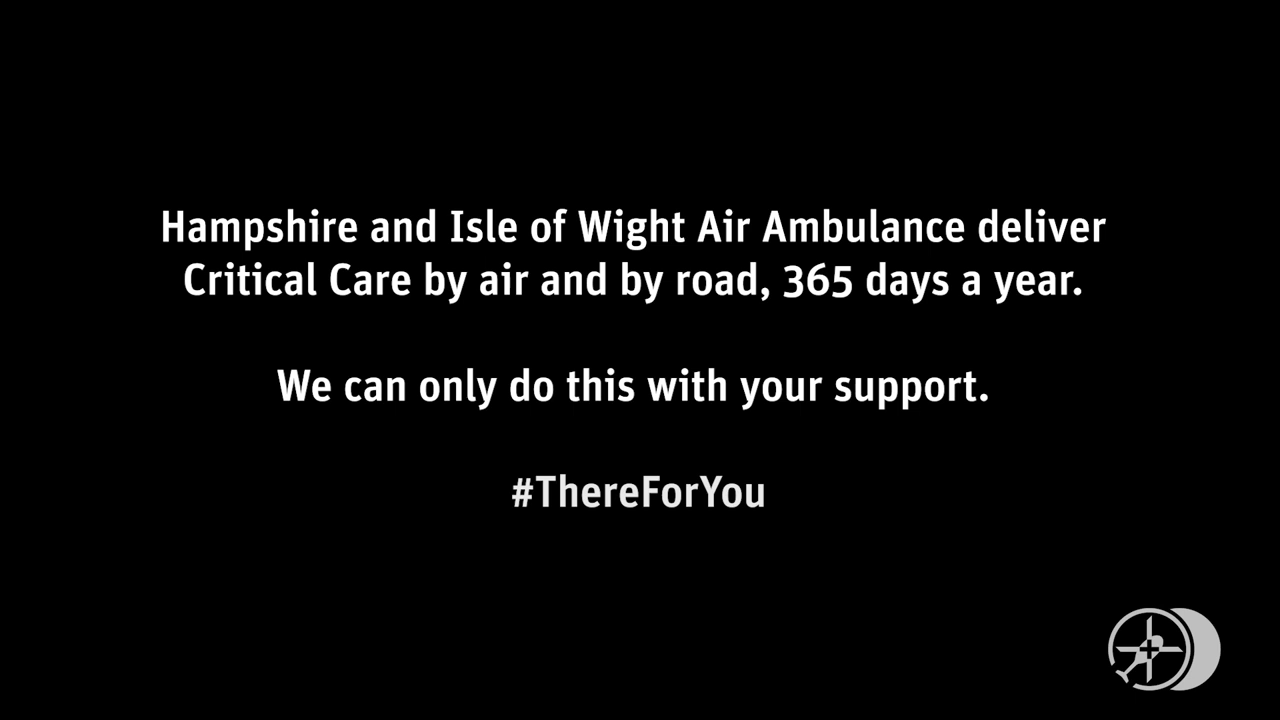 Hampshire and Isle of Wight Air Ambulance deliver
Critical Care by air and by road, 365 days a year.
We can only do this with your support.
#ThereForYou